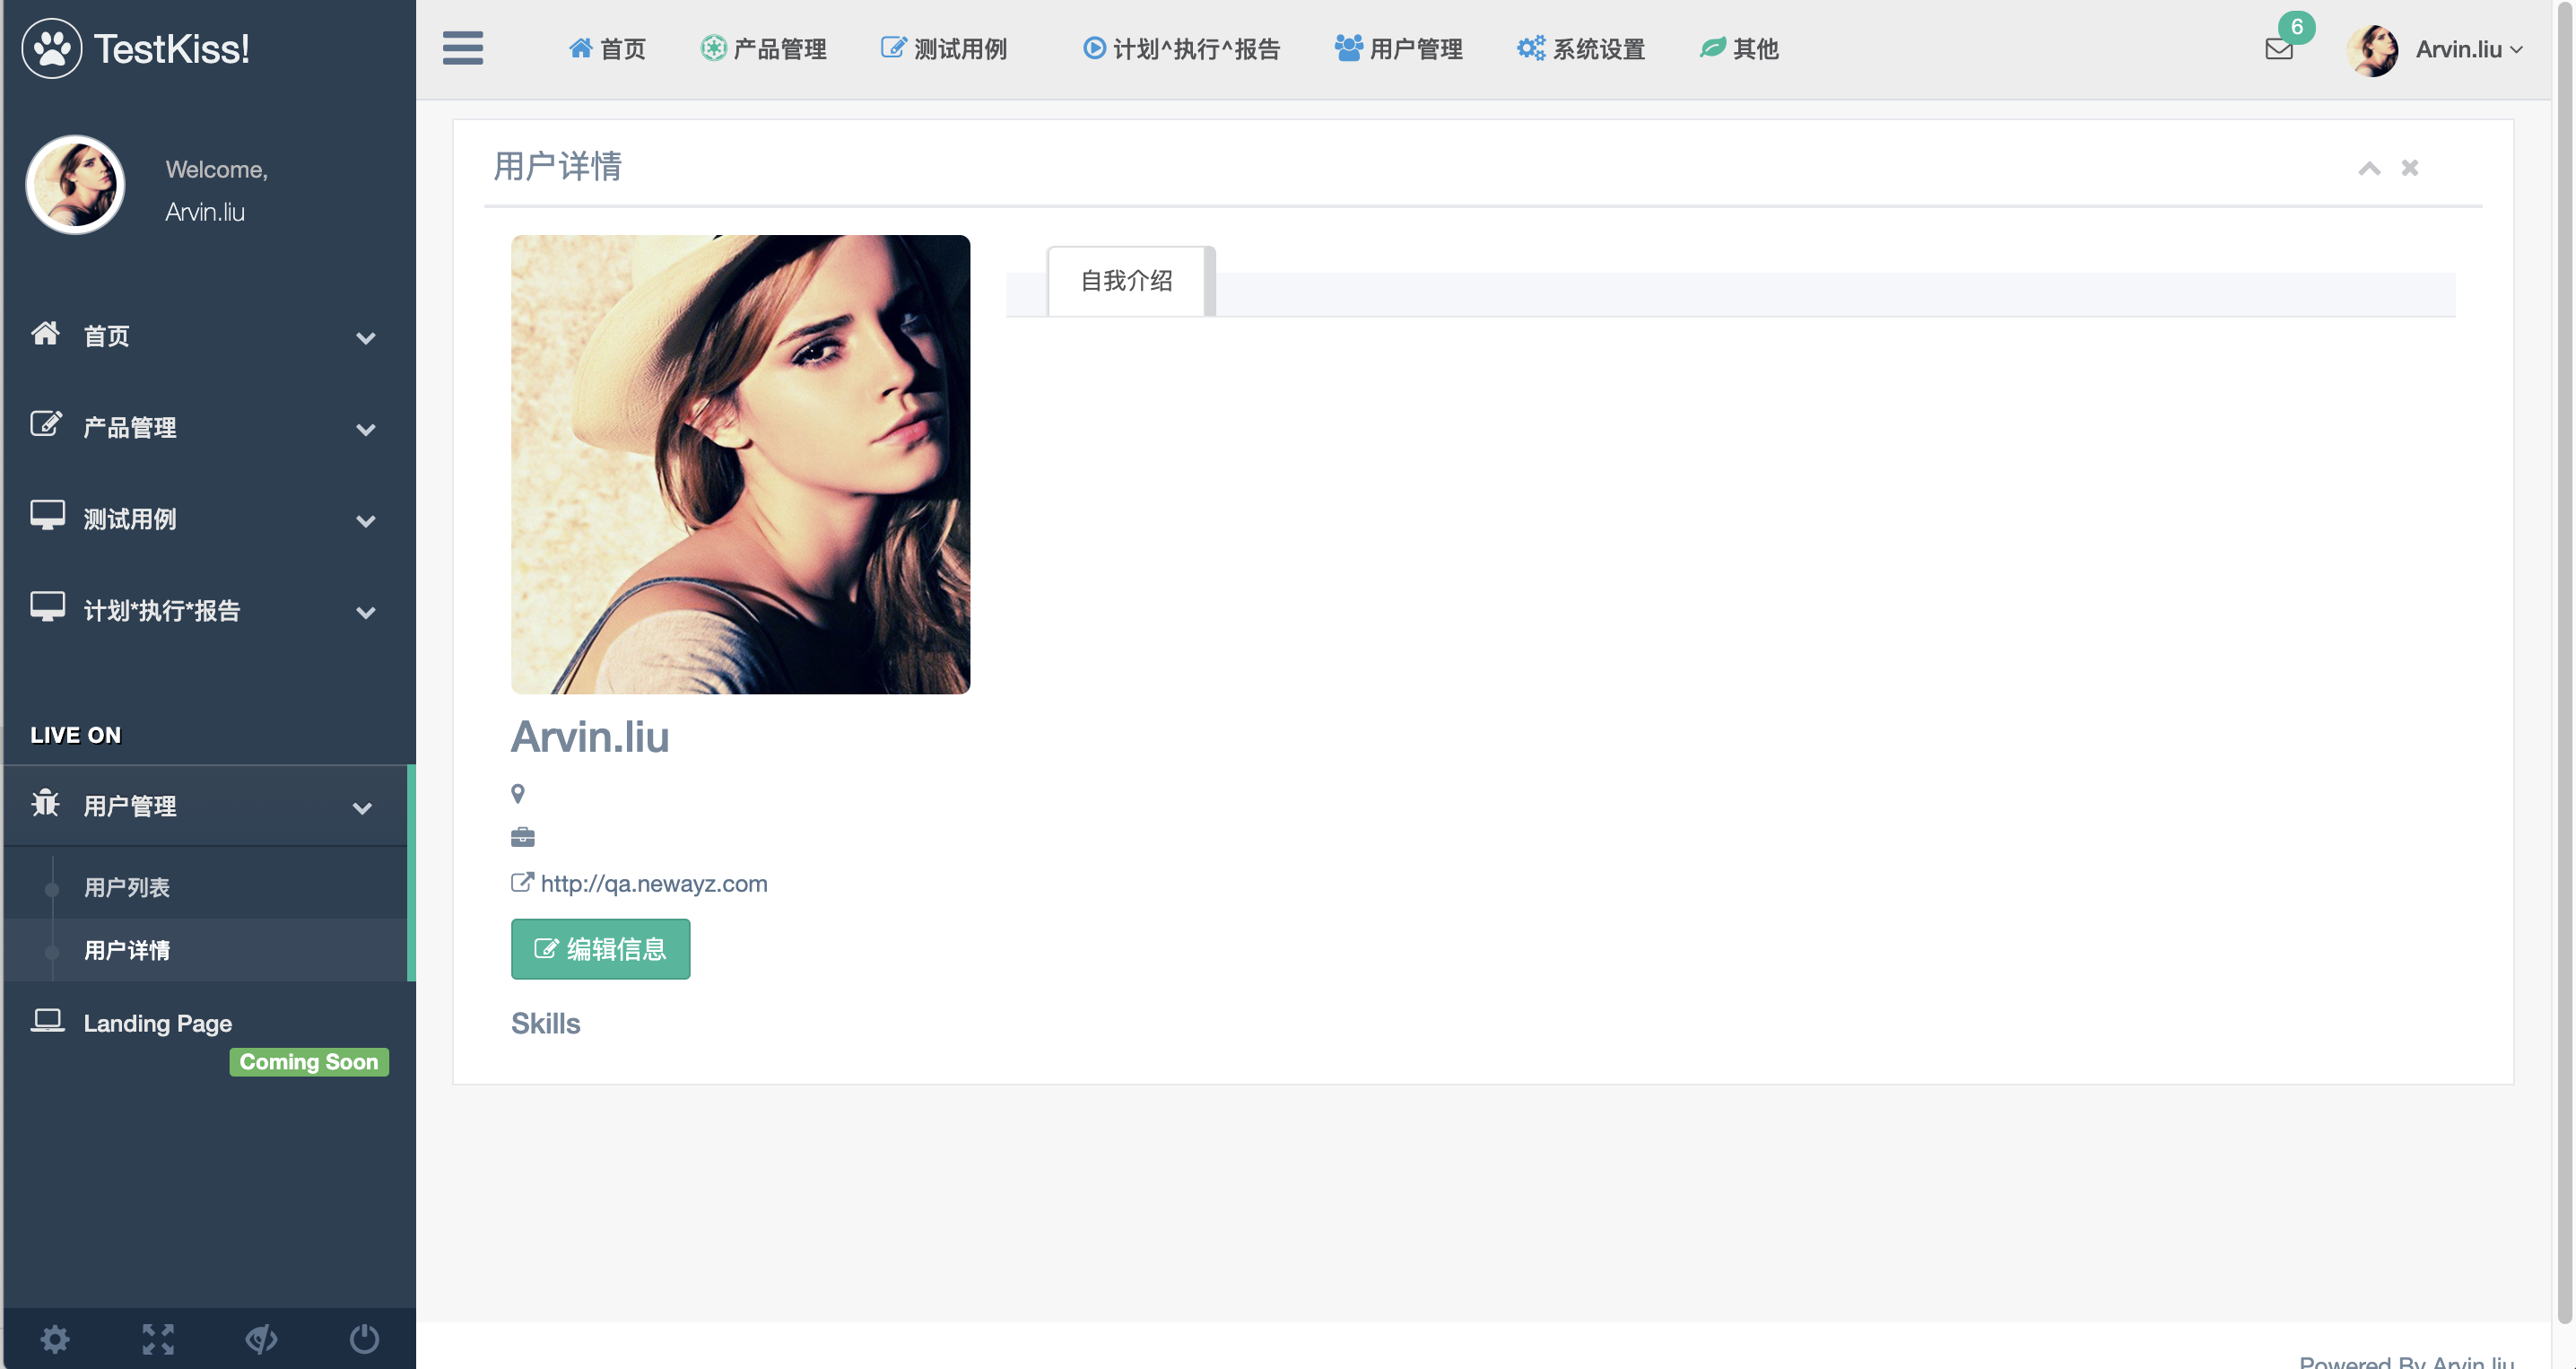 TestKiss!
首页
产品管理
测试用例
计划^执行^报告
用户管理
系统设置
其他
6
Arvin.liu
Welcome,
Arvin.liu
首页
产品管理
测试用例
计划*执行*报告
LIVE ON
用户管理
用户列表
用户详情
Landing Page
Coming Soon
用户详情
自我介绍
Arvin.liu
http://qa.newayz.com
编辑信息
Skills
Powered By Arvin.liu